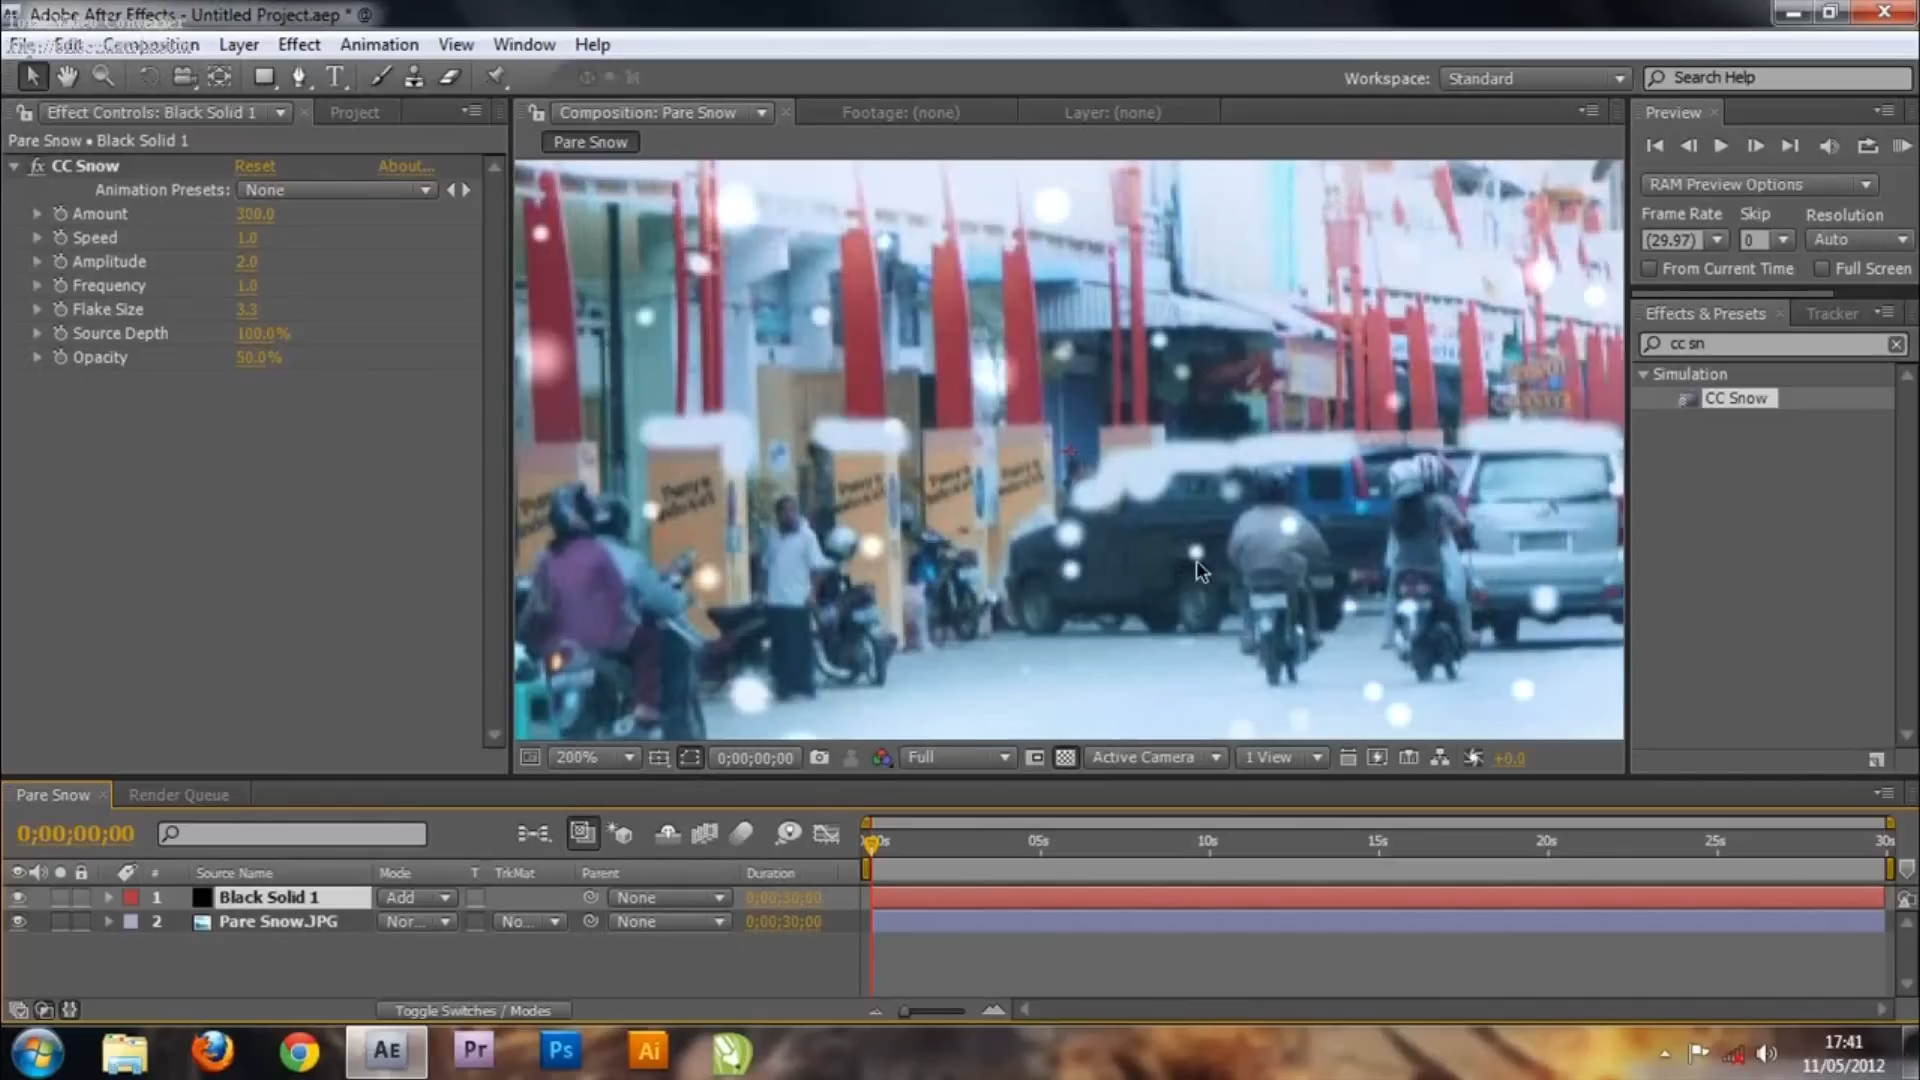 Adobe After Effects - Untitled Project.aep * @
File Edit Composition Layer Effect Animation View Window Help
Workspace: Standard Search Help
Effect Controls: Black Solid 1 Project
Composition: Pare Snow Footage: (none) Layer: (none)
Preview
Pare Snow • Black Solid 1
Pare Snow
fx CC Snow Reset About...
Animation Presets: None
Amount 300.0
Speed 1.0
Amplitude 2.0
Frequency 1.0
Flake Size 3.3
Source Depth 100.0%
Opacity 50.0%
RAM Preview Options
Frame Rate Skip Resolution
(29.97) 0 Auto
From Current Time Full Screen
Effects & Presets Tracker
cc sn
Simulation
CC Snow
200% 0;00;00;00 Full Active Camera 1 View +0.0
Pare Snow Render Queue
0;00;00;00
05s 10s 15s 20s 25s 30s
# Source Name Mode T TrkMat Parent Duration
1 Black Solid 1 Add None 0;00;30;00
2 Pare Snow.JPG Nor... No... None 0;00;30;00
Toggle Switches / Modes
AE Pr Ps Ai
17:41
11/05/2012